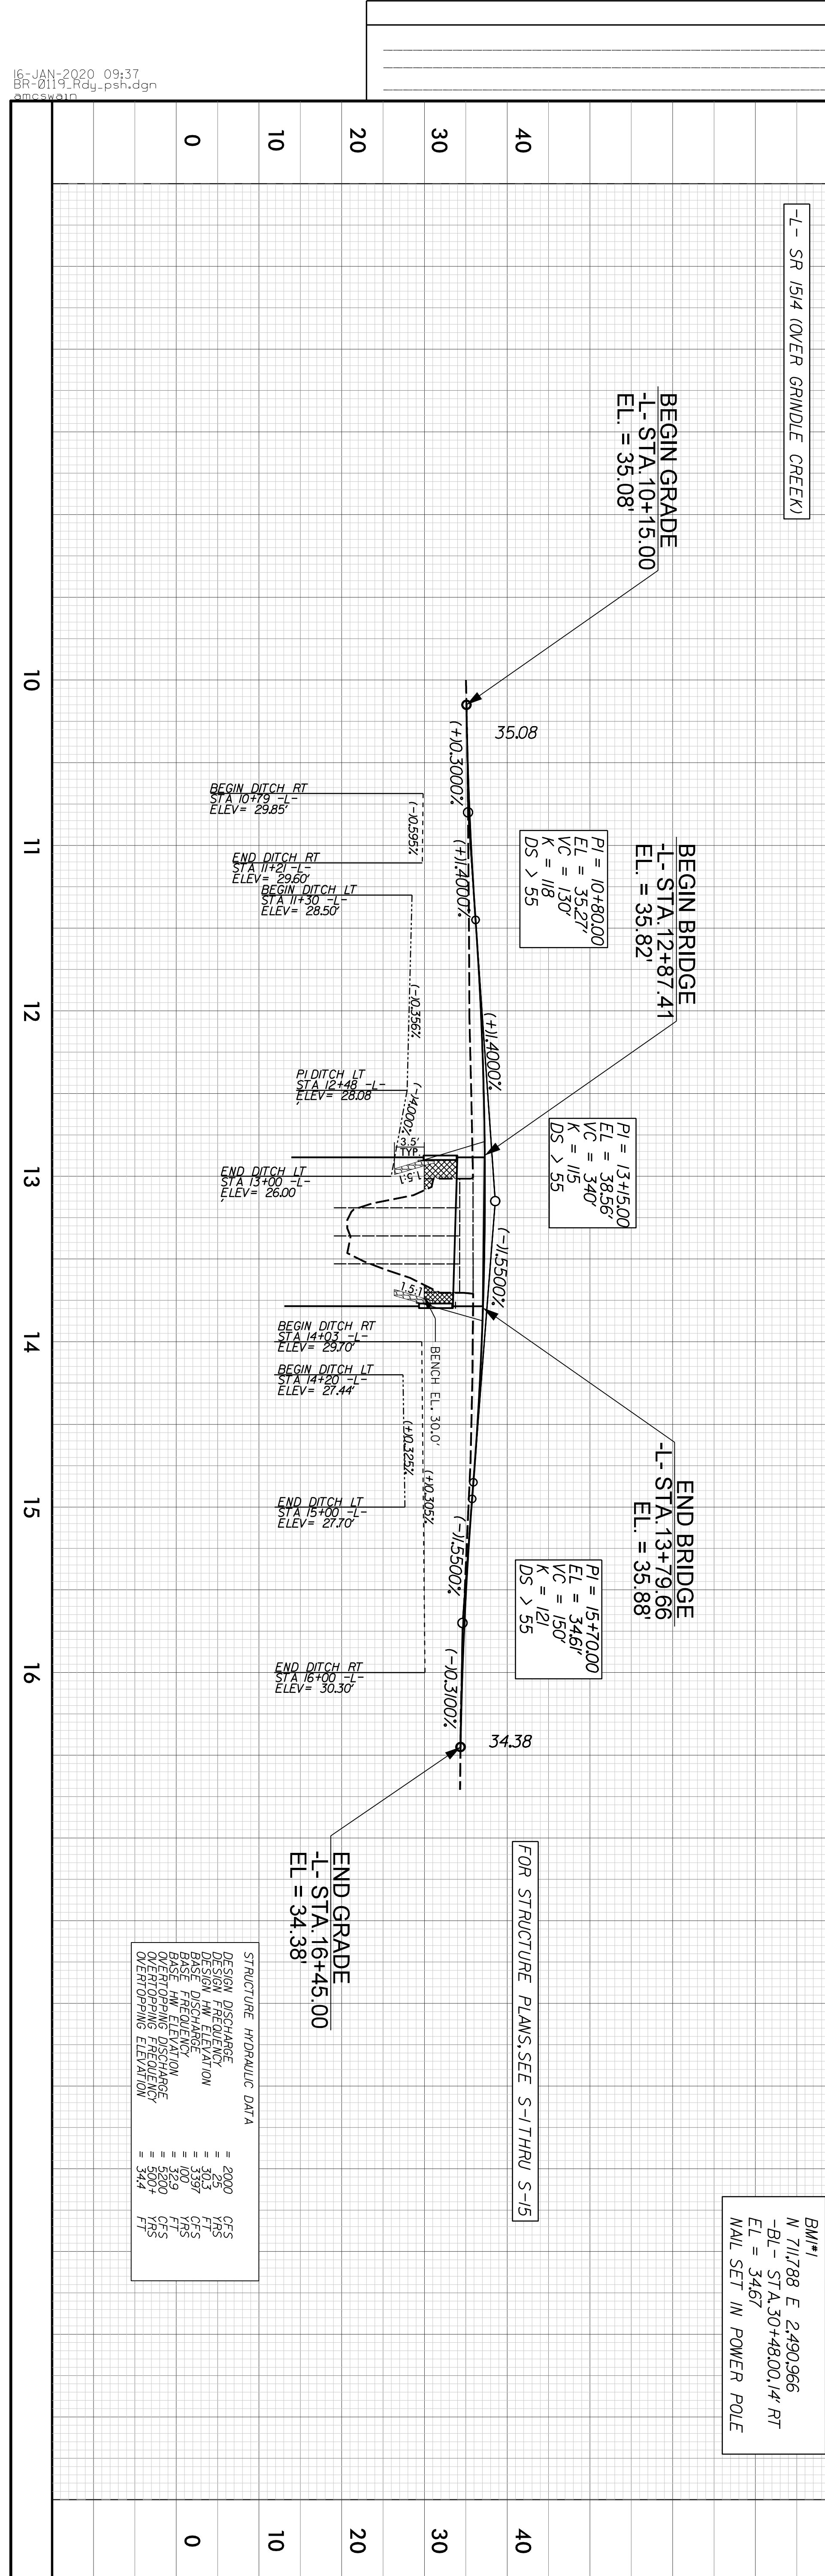 16-JAN-2020 09:37
BR-0119_Rdy_psh.dgn
amcswain
-L- SR 1514 (OVER GRINDLE CREEK)
BM#1
N 711,788 E 2,490,966
-BL- STA.30+48.00,14' RT
EL = 34.67
NAIL SET IN POWER POLE
BEGIN GRADE
-L- STA.10+15.00
EL. = 35.08'
BEGIN BRIDGE
-L- STA.12+87.41
EL. = 35.82'
END BRIDGE
-L- STA.13+79.66
EL. = 35.88'
END GRADE
-L- STA.16+45.00
EL = 34.38'
PI = 10+80.00
EL = 35.27'
VC = 130'
K = 118
DS > 55
PI = 13+15.00
EL = 38.56'
VC = 340'
K = 115
DS > 55
PI = 15+70.00
EL = 34.61'
VC = 150'
K = 121
DS > 55
FOR STRUCTURE PLANS,SEE S-1 THRU S-15
40
40
30
30
20
20
10
10
0
0
35.08
34.38
(+)0.3000%
(+)1.4000%
(+)1.4000%
(-)1.5500%
(-)1.5500%
(-)0.3100%
(-)0.595%
(-)0.356%
(-)4.000%
(+)0.325%
(+)0.305%
3.5'
TYP.
1.5:1
1.5:1
BENCH EL. 30.0'
BEGIN DITCH RT
STA 10+79 -L-
ELEV= 29.85'
END DITCH RT
STA 11+21 -L-
ELEV= 29.60'
BEGIN DITCH LT
STA 11+30 -L-
ELEV= 28.50'
PI DITCH LT
STA 12+48 -L-
ELEV= 28.08
'
END DITCH LT
STA 13+00 -L-
ELEV= 26.00
'
BEGIN DITCH RT
STA 14+03 -L-
ELEV= 29.70'
BEGIN DITCH LT
STA 14+20 -L-
ELEV= 27.44'
END DITCH LT
STA 15+00 -L-
ELEV= 27.70'
END DITCH RT
STA 16+00 -L-
ELEV= 30.30'
STRUCTURE HYDRAULIC DATA
DESIGN DISCHARGE = 2000 CFS
DESIGN FREQUENCY = 25 YRS
DESIGN HW ELEVATION = 30.3 FT
BASE DISCHARGE = 3397 CFS
BASE FREQUENCY = 100 YRS
BASE HW ELEVATION = 32.9 FT
OVERTOPPING DISCHARGE = 5200 CFS
OVERTOPPING FREQUENCY = 500+ YRS
OVERTOPPING ELEVATION = 34.4 FT
10
11
12
13
14
15
16